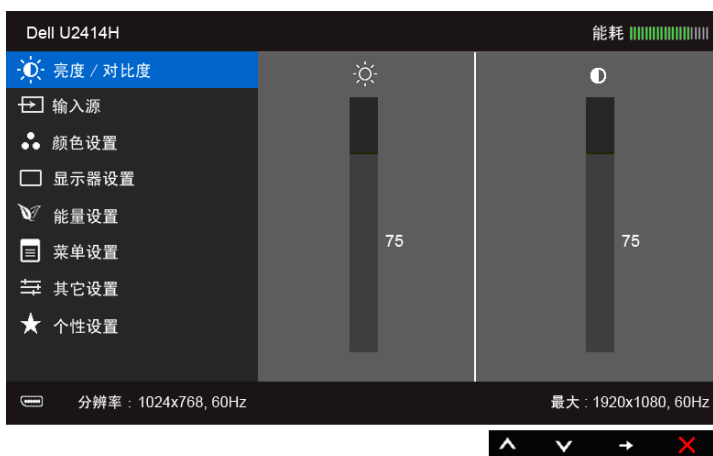 Dell U2414H
能耗
亮度 / 对比度
输入源
颜色设置
显示器设置
能量设置
菜单设置
其它设置
个性设置
75
75
分辨率 : 1024x768, 60Hz
最大 : 1920x1080, 60Hz